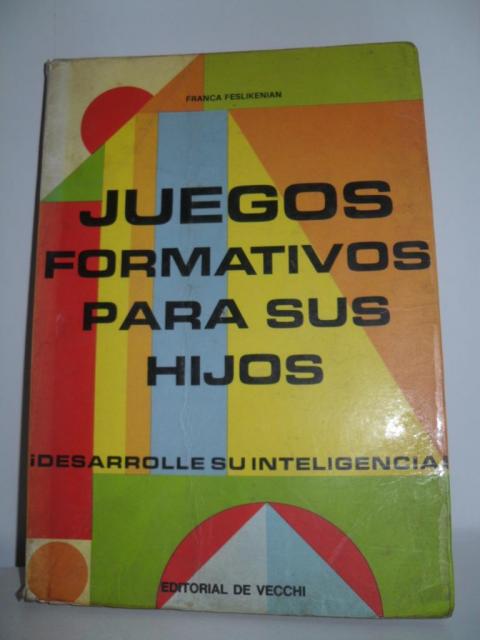 FRANCA FESLIKENIAN
JUEGOS
FORMATIVOS
PARA SUS
HIJOS
¡DESARROLLE SU INTELIGENCIA!
EDITORIAL DE VECCHI